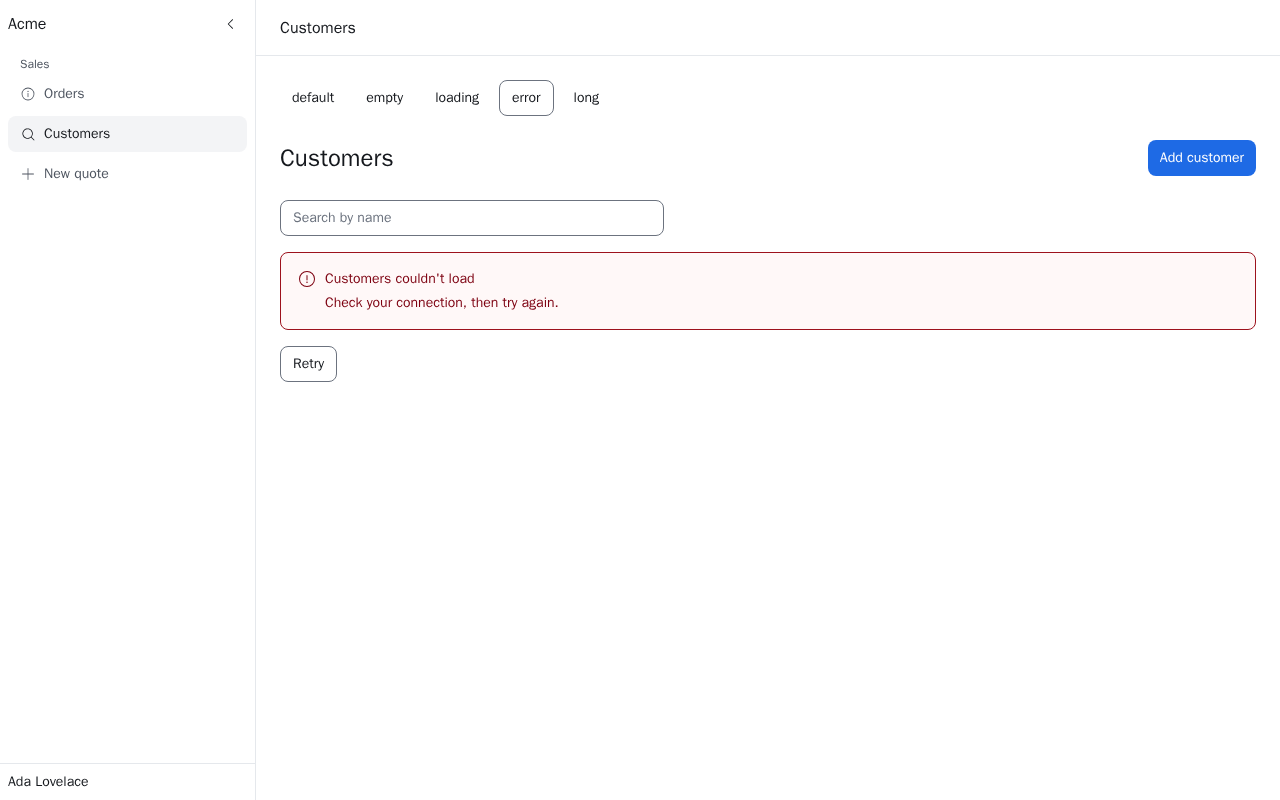 Acme
Sales
Orders
Customers
New quote
Ada Lovelace
Customers
default empty loading error long
Customers
Add customer
Search by name
Customers couldn't load
Check your connection, then try again.
Retry